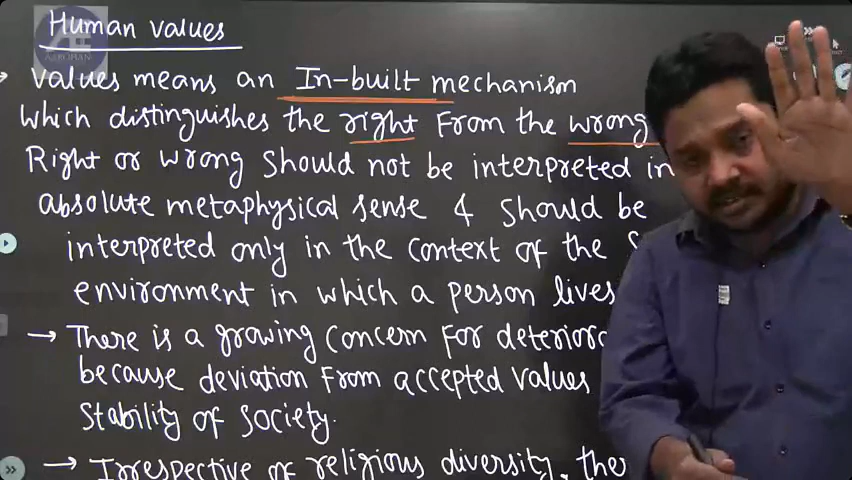 Human values
Values means an In-built mechanism
which distinguishes the right from the wrong
Right or wrong should not be interpreted in
absolute metaphysical sense & should be
interpreted only in the context of the
environment in which a person lives
→ There is a growing concern for
because deviation from accepted values
stability of society.
→ Irrespective of religious diversity, the